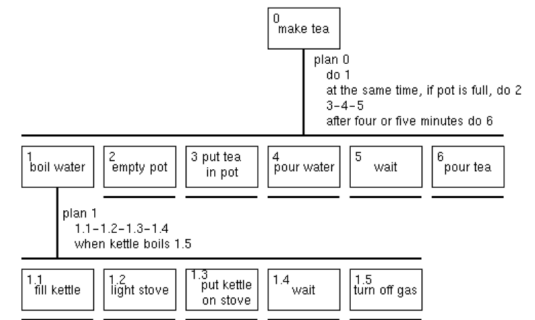 0
make tea
plan 0
do 1
at the same time, if pot is full, do 2
3-4-5
after four or five minutes do 6
1
boil water
2
empty pot
3 put tea
in pot
4
pour water
5
wait
6
pour tea
plan 1
1.1-1.2-1.3-1.4
when kettle boils 1.5
1.1
fill kettle
1.2
light stove
1.3
put kettle
on stove
1.4
wait
1.5
turn off gas